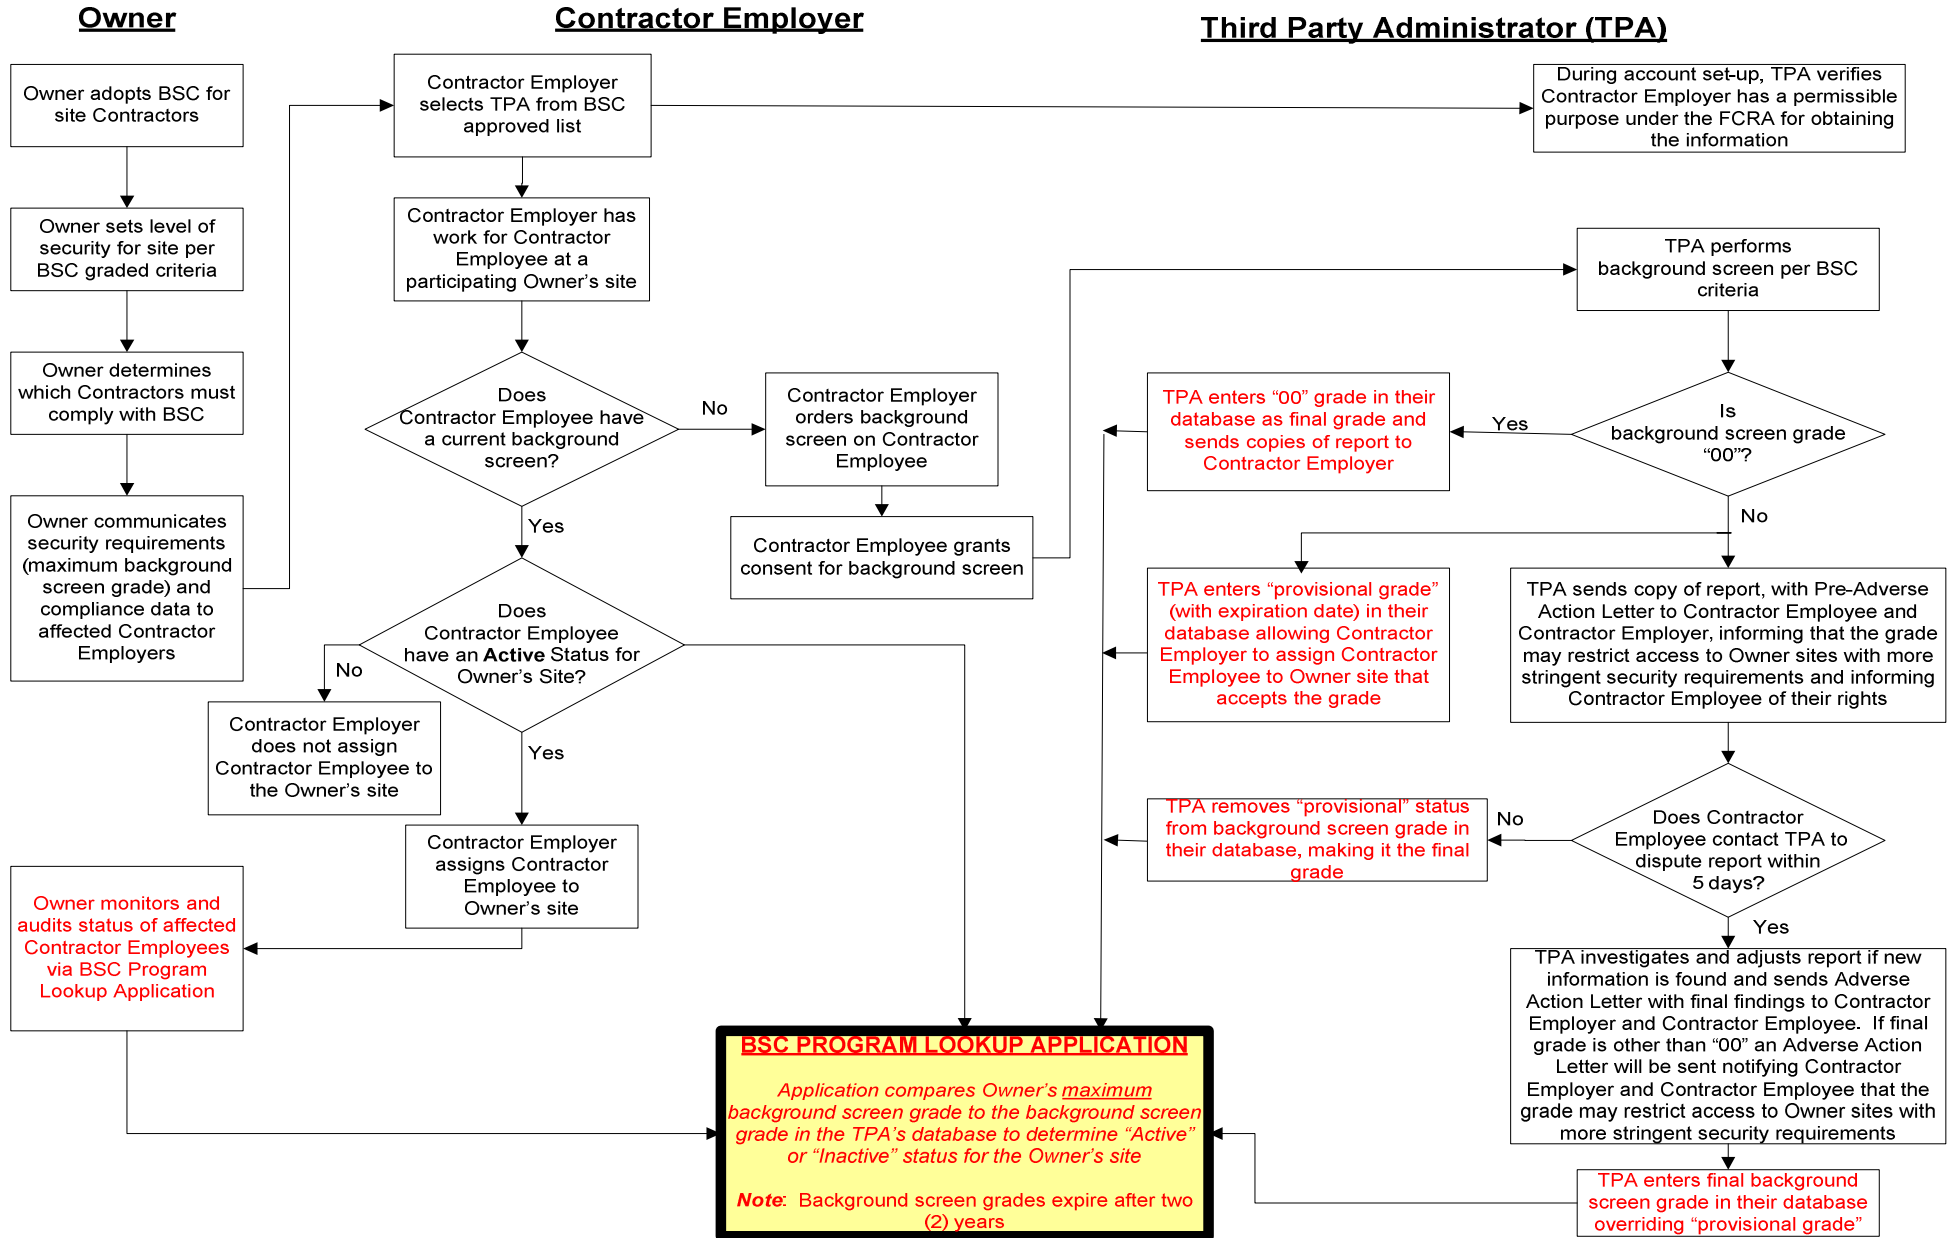 Owner
Contractor Employer
Third Party Administrator (TPA)
Owner adopts BSC for
site Contractors
Owner sets level of
security for site per
BSC graded criteria
Owner determines
which Contractors must
comply with BSC
Owner communicates
security requirements
(maximum background
screen grade) and
compliance data to
affected Contractor
Employers
Owner monitors and
audits status of affected
Contractor Employees
via BSC Program
Lookup Application
Contractor Employer
selects TPA from BSC
approved list
Contractor Employer has
work for Contractor
Employee at a
participating Owner’s site
Does
Contractor Employee have
a current background
screen?
No
Yes
Contractor Employer
orders background
screen on Contractor
Employee
Contractor Employee grants
consent for background screen
Does
Contractor Employee
have an Active Status for
Owner’s Site?
No
Yes
Contractor Employer
does not assign
Contractor Employee to
the Owner’s site
Contractor Employer
assigns Contractor
Employee to
Owner’s site
During account set-up, TPA verifies
Contractor Employer has a permissible
purpose under the FCRA for obtaining
the information
TPA performs
background screen per BSC
criteria
Is
background screen grade
“00”?
Yes
No
TPA enters “00” grade in their
database as final grade and
sends copies of report to
Contractor Employer
TPA enters “provisional grade”
(with expiration date) in their
database allowing Contractor
Employer to assign Contractor
Employee to Owner site that
accepts the grade
TPA sends copy of report, with Pre-Adverse
Action Letter to Contractor Employee and
Contractor Employer, informing that the grade
may restrict access to Owner sites with more
stringent security requirements and informing
Contractor Employee of their rights
Does Contractor
Employee contact TPA to
dispute report within
5 days?
No
Yes
TPA removes “provisional” status
from background screen grade in
their database, making it the final
grade
TPA investigates and adjusts report if new
information is found and sends Adverse
Action Letter with final findings to Contractor
Employer and Contractor Employee. If final
grade is other than “00” an Adverse Action
Letter will be sent notifying Contractor
Employer and Contractor Employee that the
grade may restrict access to Owner sites with
more stringent security requirements
TPA enters final background
screen grade in their database
overriding “provisional grade”
BSC PROGRAM LOOKUP APPLICATION
Application compares Owner’s maximum
background screen grade to the background screen
grade in the TPA’s database to determine “Active”
or “Inactive” status for the Owner’s site
Note: Background screen grades expire after two
(2) years